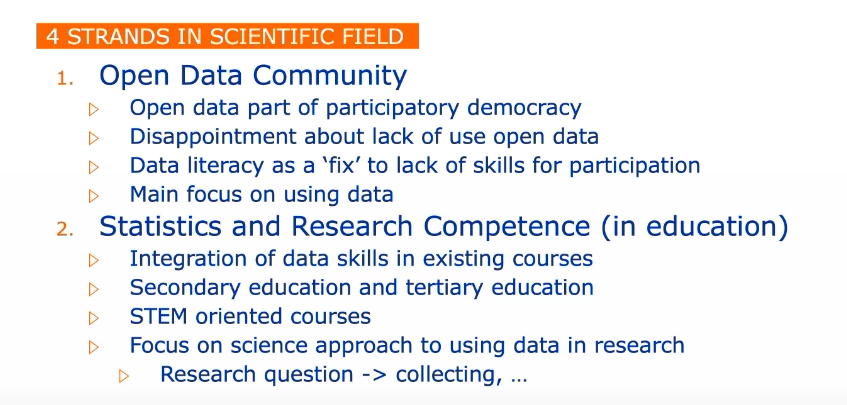 4 STRANDS IN SCIENTIFIC FIELD
1. Open Data Community
▷ Open data part of participatory democracy
▷ Disappointment about lack of use open data
▷ Data literacy as a ‘fix’ to lack of skills for participation
▷ Main focus on using data
2. Statistics and Research Competence (in education)
▷ Integration of data skills in existing courses
▷ Secondary education and tertiary education
▷ STEM oriented courses
▷ Focus on science approach to using data in research
▷ Research question -> collecting, ...